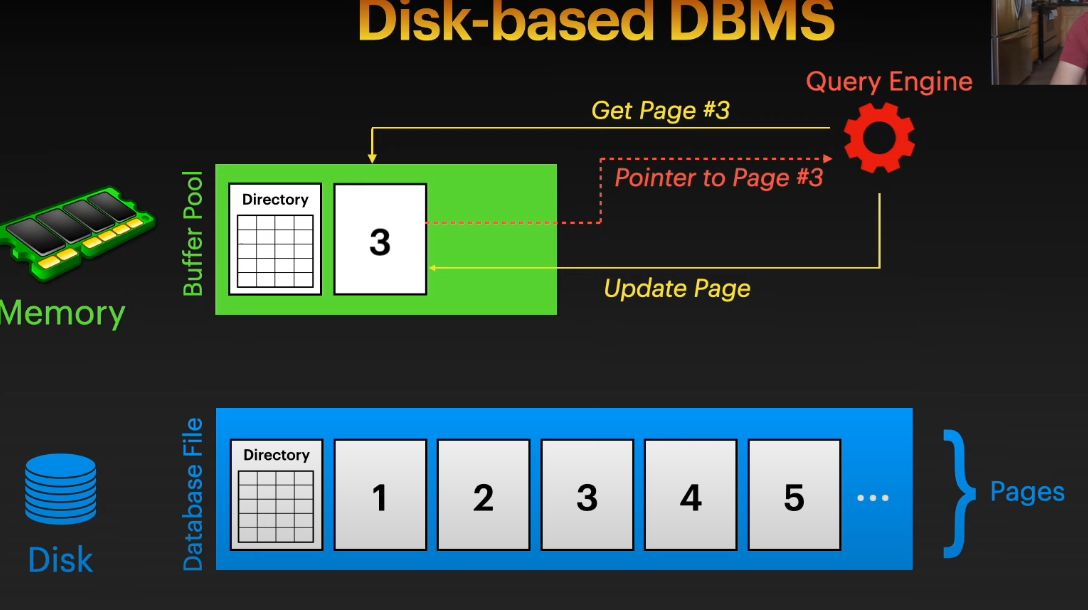 Disk-based DBMS
Query Engine
Get Page #3
Pointer to Page #3
Update Page
Buffer Pool
Directory
3
Memory
Database File
Directory
1
2
3
4
5
...
Pages
Disk